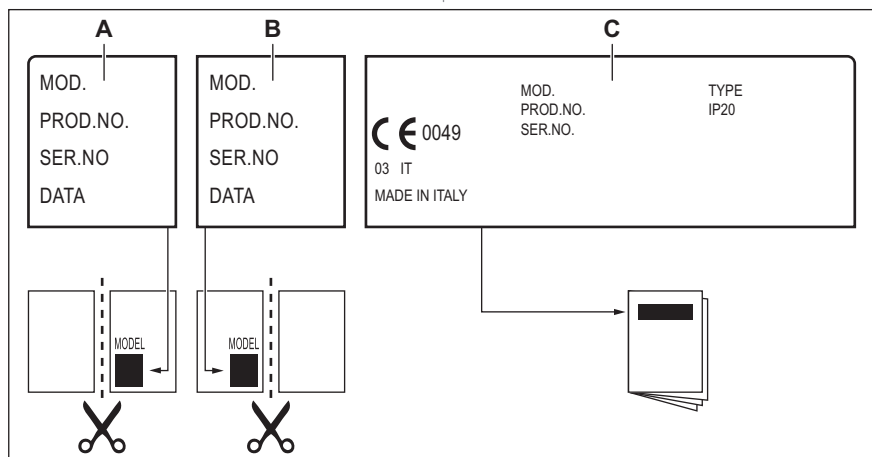 A
B
C
MOD.
PROD.NO.
SER.NO
DATA
MOD.
PROD.NO.
SER.NO
DATA
MOD.
TYPE
PROD.NO.
IP20
SER.NO.
CE 0049
03 IT
MADE IN ITALY
MODEL
MODEL